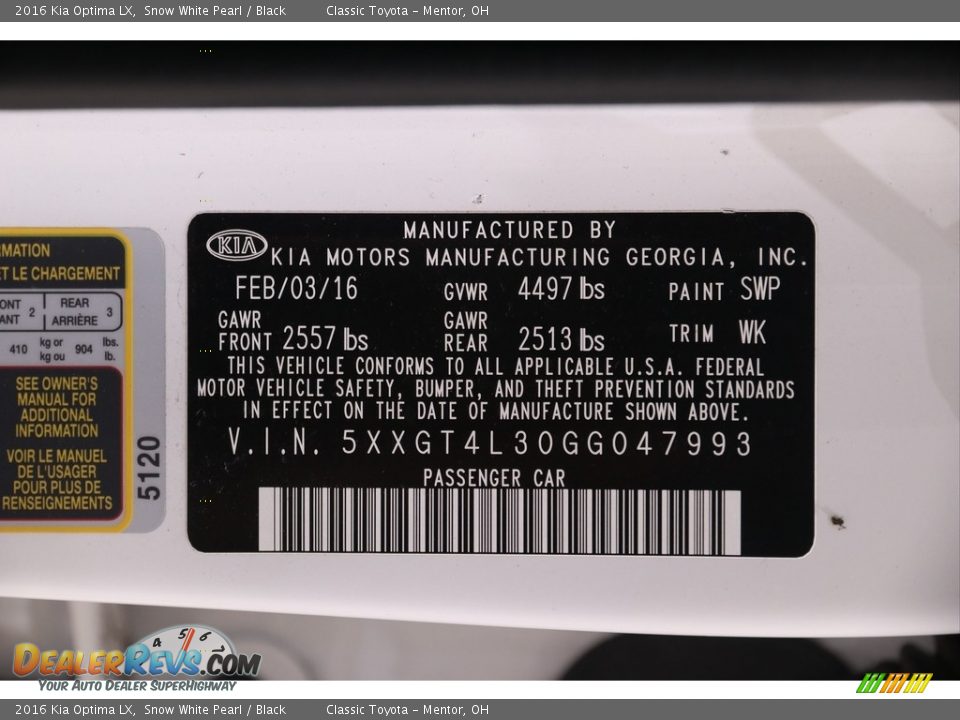 2016 Kia Optima LX, Snow White Pearl / Black Classic Toyota - Mentor, OH
MANUFACTURED BY
KIA KIA MOTORS MANUFACTURING GEORGIA, INC.
FEB/03/16 GVWR 4497 lbs PAINT SWP
GAWR FRONT 2557 lbs GAWR REAR 2513 lbs TRIM WK
THIS VEHICLE CONFORMS TO ALL APPLICABLE U.S.A. FEDERAL
MOTOR VEHICLE SAFETY, BUMPER, AND THEFT PREVENTION STANDARDS
IN EFFECT ON THE DATE OF MANUFACTURE SHOWN ABOVE.
V.I.N. 5XXGT4L30GG047993
PASSENGER CAR
RMATION
ET LE CHARGEMENT
ONT 2 REAR 3
ANT ARRIÈRE
410 kg or 904 lbs.
kg ou lb.
SEE OWNER'S
MANUAL FOR
ADDITIONAL
INFORMATION
VOIR LE MANUEL
DE L'USAGER
POUR PLUS DE
RENSEIGNEMENTS
5120
4 5 6
DEALERREVS.COM
YOUR AUTO DEALER SUPERHIGHWAY
2016 Kia Optima LX, Snow White Pearl / Black Classic Toyota - Mentor, OH